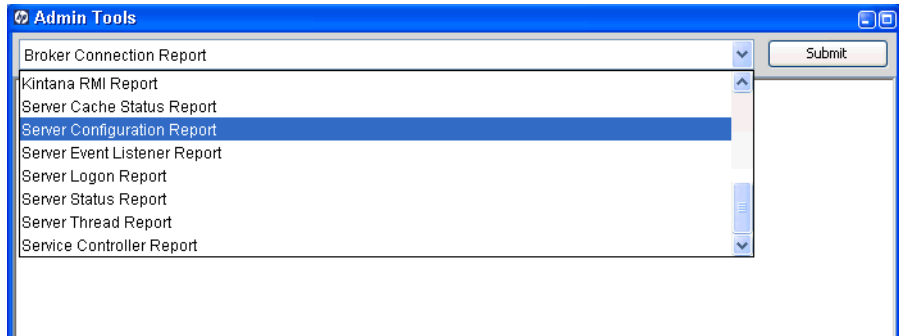 Admin Tools
Broker Connection Report
Submit
Kintana RMI Report
Server Cache Status Report
Server Configuration Report
Server Event Listener Report
Server Logon Report
Server Status Report
Server Thread Report
Service Controller Report